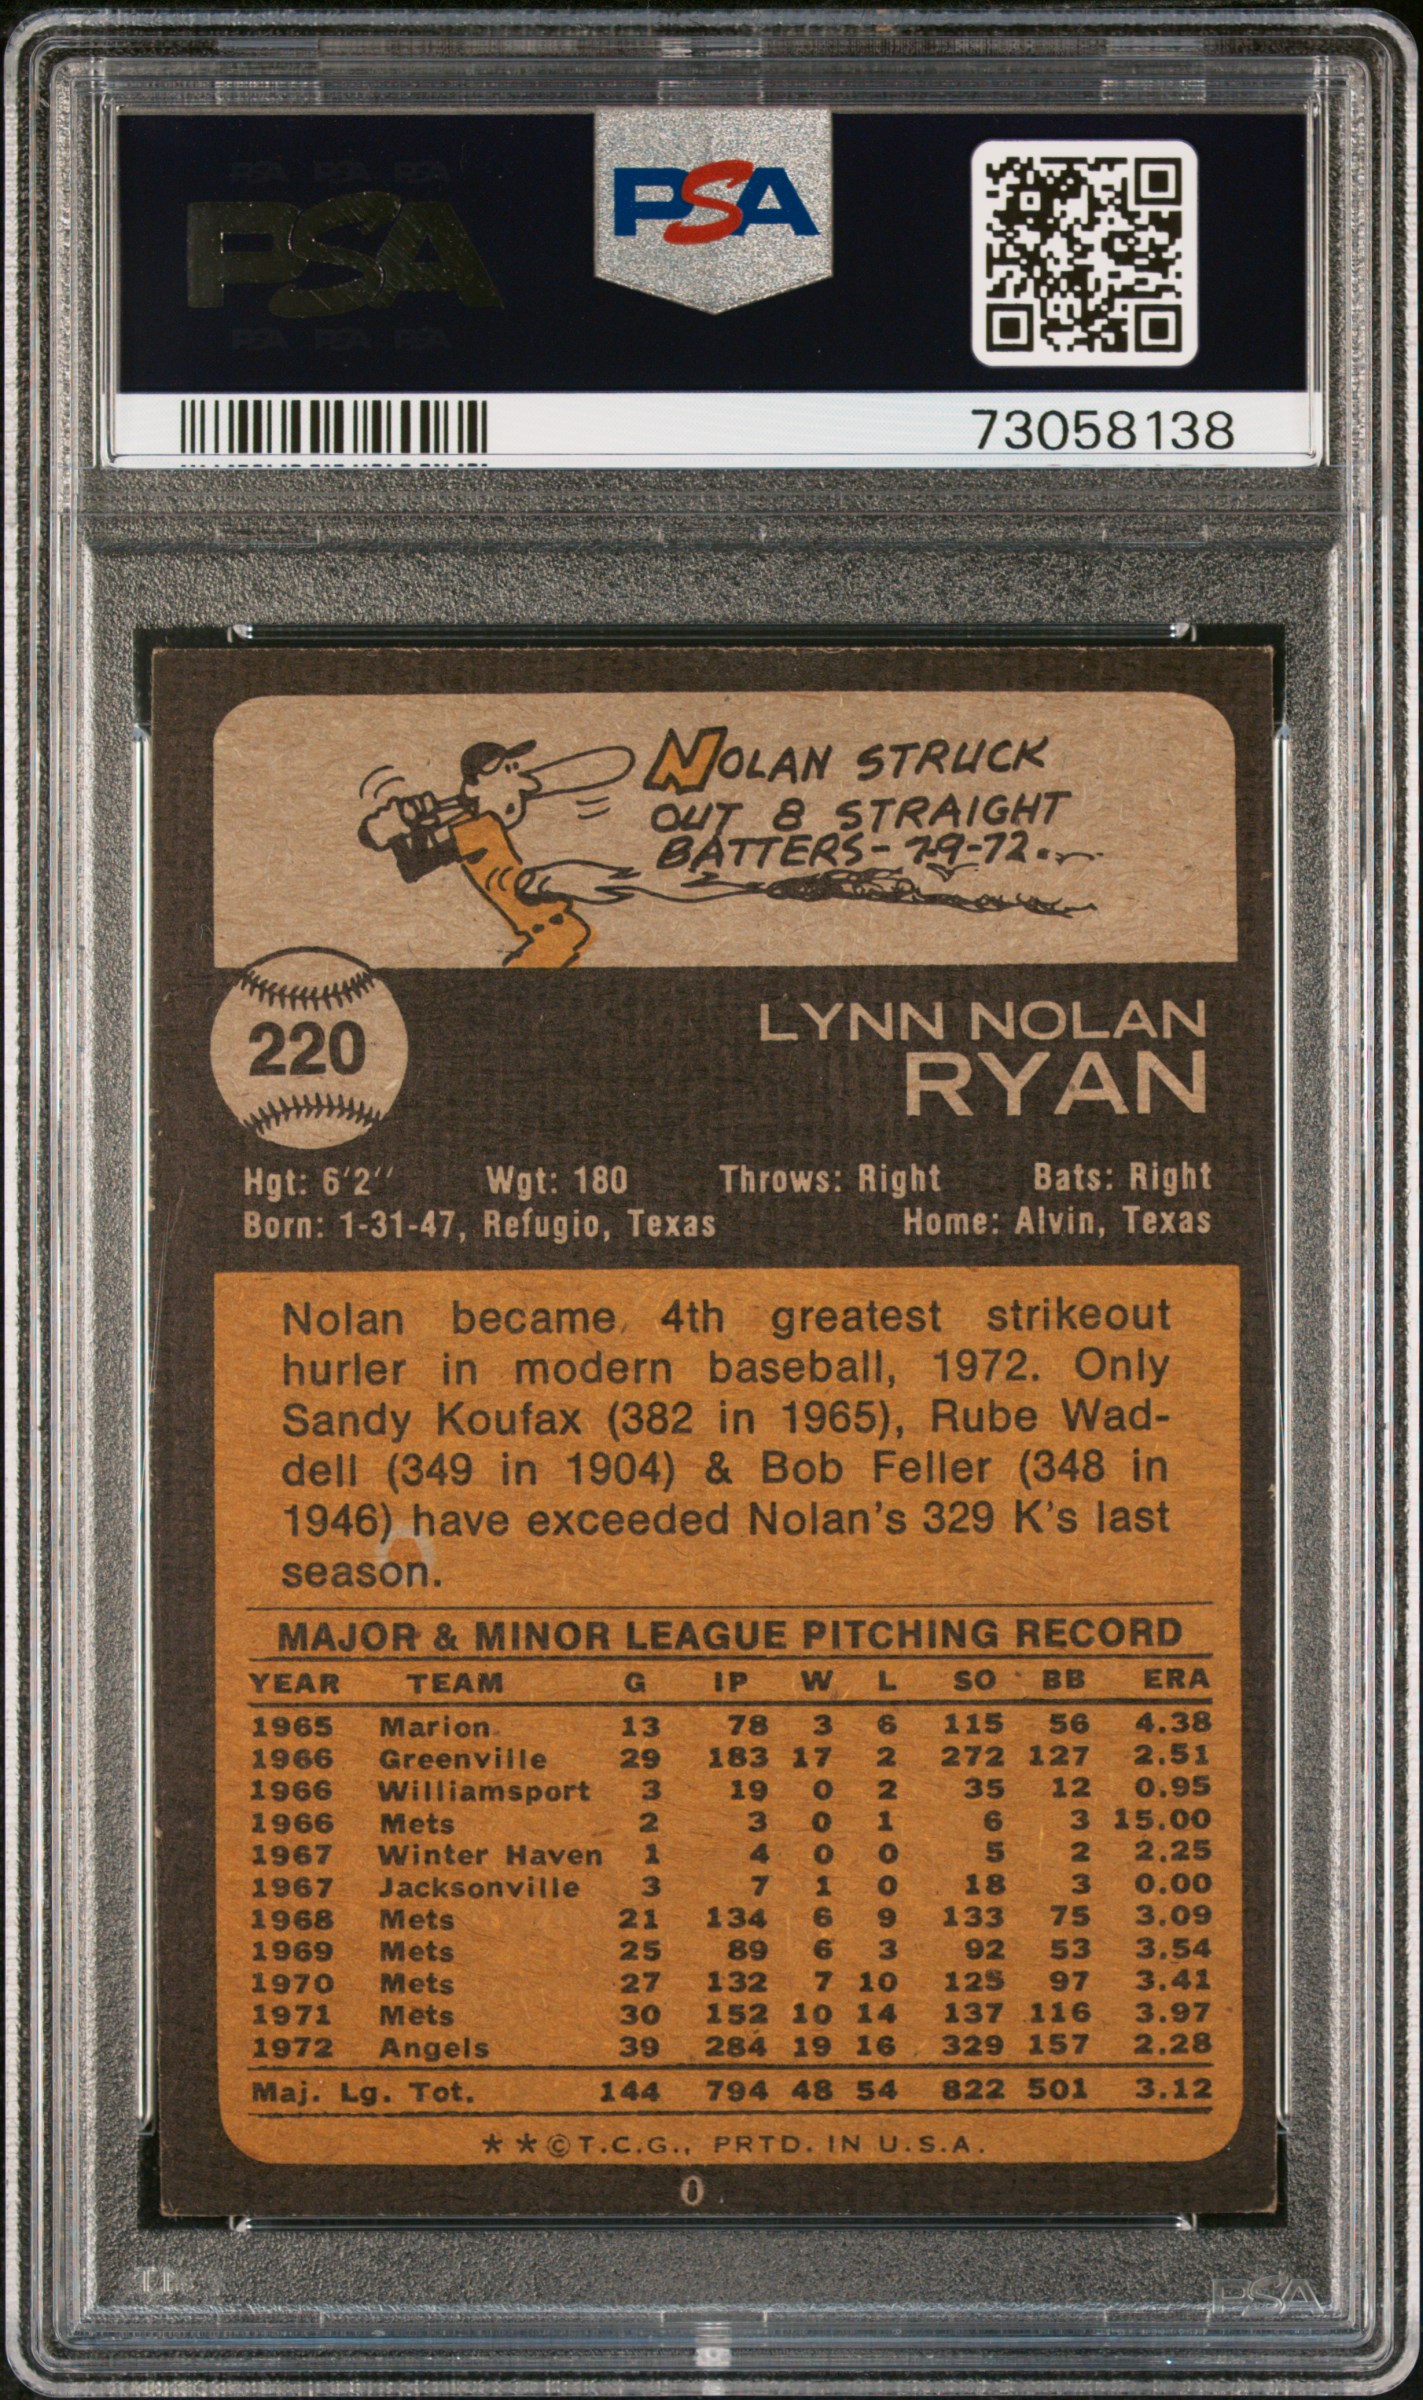 PSA PSA PSA
PSA
PSA PSA PSA
PSA
73058138
NOLAN STRUCK
OUT 8 STRAIGHT
BATTERS-7-9-72.
220
LYNN NOLAN
RYAN
Hgt: 6'2'' Wgt: 180 Throws: Right Bats: Right
Born: 1-31-47, Refugio, Texas Home: Alvin, Texas
Nolan became 4th greatest strikeout
hurler in modern baseball, 1972. Only
Sandy Koufax (382 in 1965), Rube Wad-
dell (349 in 1904) & Bob Feller (348 in
1946) have exceeded Nolan's 329 K's last
season.
MAJOR & MINOR LEAGUE PITCHING RECORD
YEAR TEAM G IP W L SO BB ERA
1965 Marion 13 78 3 6 115 56 4.38
1966 Greenville 29 183 17 2 272 127 2.51
1966 Williamsport 3 19 0 2 35 12 0.95
1966 Mets 2 3 0 1 6 3 15.00
1967 Winter Haven 1 4 0 0 5 2 2.25
1967 Jacksonville 3 7 1 0 18 3 0.00
1968 Mets 21 134 6 9 133 75 3.09
1969 Mets 25 89 6 3 92 53 3.54
1970 Mets 27 132 7 10 125 97 3.41
1971 Mets 30 152 10 14 137 116 3.97
1972 Angels 39 284 19 16 329 157 2.28
Maj. Lg. Tot. 144 794 48 54 822 501 3.12
**©T.C.G., PRTD. IN U.S.A.
0
PSA